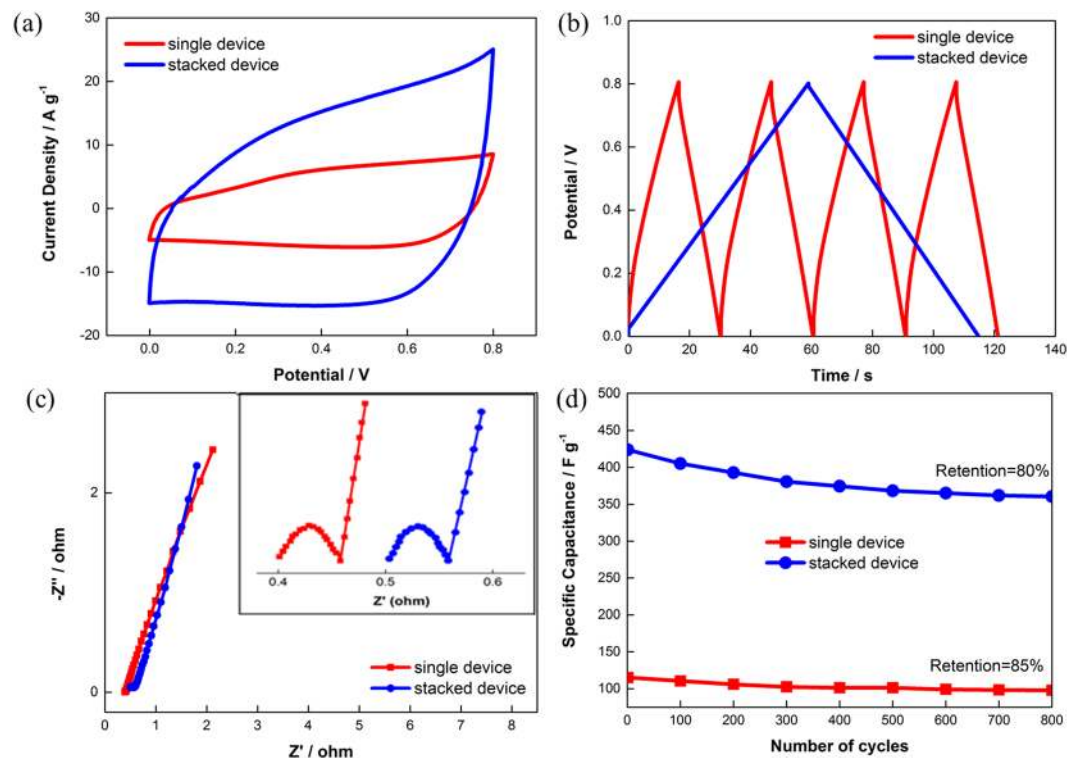 (a)
30
20
10
0
-10
-20
Current Density / A g⁻¹
single device
stacked device
0.0 0.2 0.4 0.6 0.8
Potential / V
(b)
1.0
0.8
0.6
0.4
0.2
0.0
Potential / V
single device
stacked device
0 20 40 60 80 100 120 140
Time / s
(c)
2
0
-Z'' / ohm
0.4 0.5 0.6
Z' (ohm)
single device
stacked device
0 1 2 3 4 5 6 7 8
Z' / ohm
(d)
500
450
400
350
300
250
200
150
100
Specific Capacitance / F g⁻¹
Retention=80%
single device
stacked device
Retention=85%
0 100 200 300 400 500 600 700 800
Number of cycles